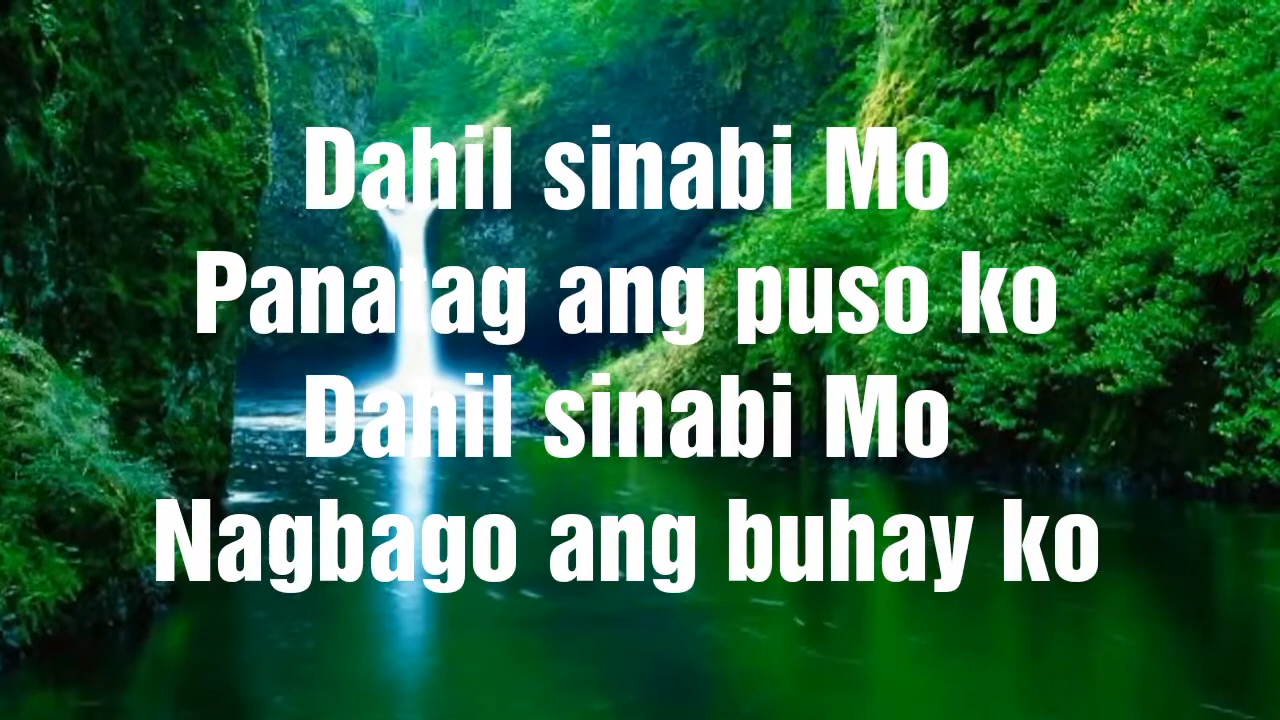 Dahil sinabi Mo
Panatag ang puso ko
Dahil sinabi Mo
Nagbago ang buhay ko